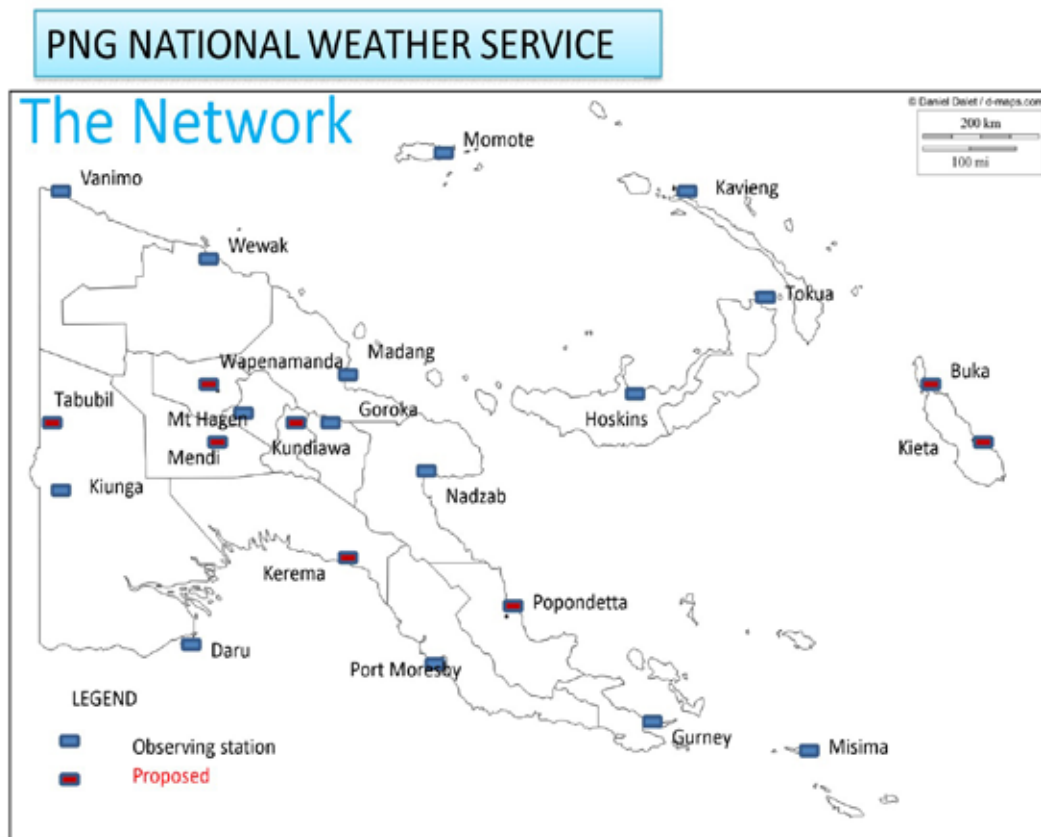 PNG NATIONAL WEATHER SERVICE
The Network
© Daniel Dalet / d-maps.com
200 km
100 mi
Momote
Vanimo
Kavieng
Wewak
Tokua
Madang
Wapenamanda
Buka
Tabubil
Mt Hagen
Goroka
Hoskins
Kundiawa
Kieta
Mendi
Kiunga
Nadzab
Kerema
Popondetta
Daru
Port Moresby
Gurney
Misima
LEGEND
Observing station
Proposed